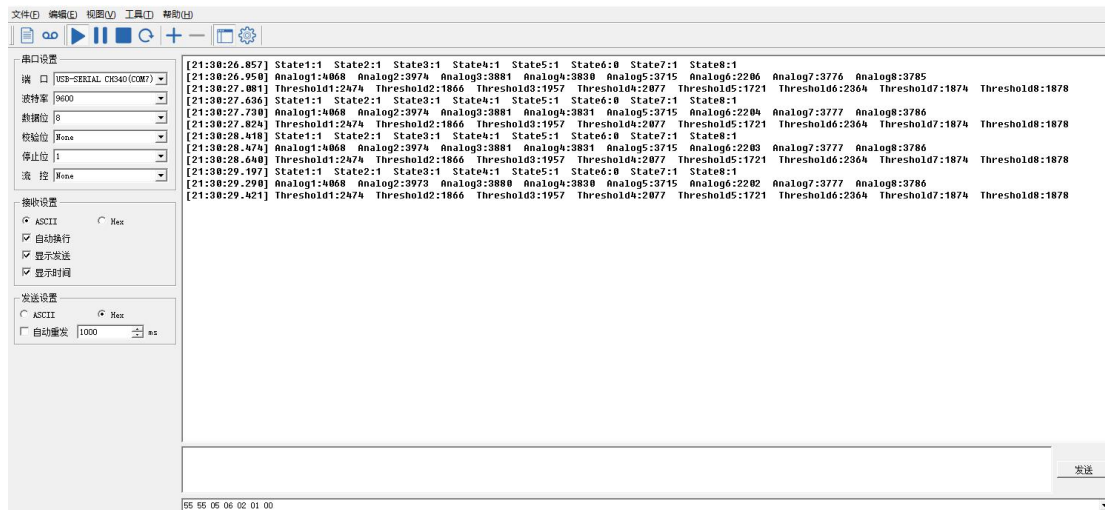 文件(F) 编辑(E) 视图(V) 工具(T) 帮助(H)
串口设置
端 口 USB-SERIAL CH340(COM7)
波特率 9600
数据位 8
校验位 None
停止位 1
流 控 None
接收设置
ASCII Hex
自动换行
显示发送
显示时间
发送设置
ASCII Hex
自动重发 1000 ms
[21:30:26.857] State1:1 State2:1 State3:1 State4:1 State5:1 State6:0 State7:1 State8:1
[21:30:26.950] Analog1:4068 Analog2:3974 Analog3:3881 Analog4:3830 Analog5:3715 Analog6:2206 Analog7:3776 Analog8:3785
[21:30:27.081] Threshold1:2474 Threshold2:1866 Threshold3:1957 Threshold4:2077 Threshold5:1721 Threshold6:2364 Threshold7:1874 Threshold8:1878
[21:30:27.636] State1:1 State2:1 State3:1 State4:1 State5:1 State6:0 State7:1 State8:1
[21:30:27.730] Analog1:4068 Analog2:3974 Analog3:3881 Analog4:3831 Analog5:3715 Analog6:2204 Analog7:3777 Analog8:3786
[21:30:27.824] Threshold1:2474 Threshold2:1866 Threshold3:1957 Threshold4:2077 Threshold5:1721 Threshold6:2364 Threshold7:1874 Threshold8:1878
[21:30:28.418] State1:1 State2:1 State3:1 State4:1 State5:1 State6:0 State7:1 State8:1
[21:30:28.474] Analog1:4068 Analog2:3974 Analog3:3881 Analog4:3831 Analog5:3715 Analog6:2203 Analog7:3777 Analog8:3786
[21:30:28.640] Threshold1:2474 Threshold2:1866 Threshold3:1957 Threshold4:2077 Threshold5:1721 Threshold6:2364 Threshold7:1874 Threshold8:1878
[21:30:29.197] State1:1 State2:1 State3:1 State4:1 State5:1 State6:0 State7:1 State8:1
[21:30:29.290] Analog1:4068 Analog2:3973 Analog3:3880 Analog4:3830 Analog5:3715 Analog6:2202 Analog7:3777 Analog8:3786
[21:30:29.421] Threshold1:2474 Threshold2:1866 Threshold3:1957 Threshold4:2077 Threshold5:1721 Threshold6:2364 Threshold7:1874 Threshold8:1878
发送
55 55 05 06 02 01 00